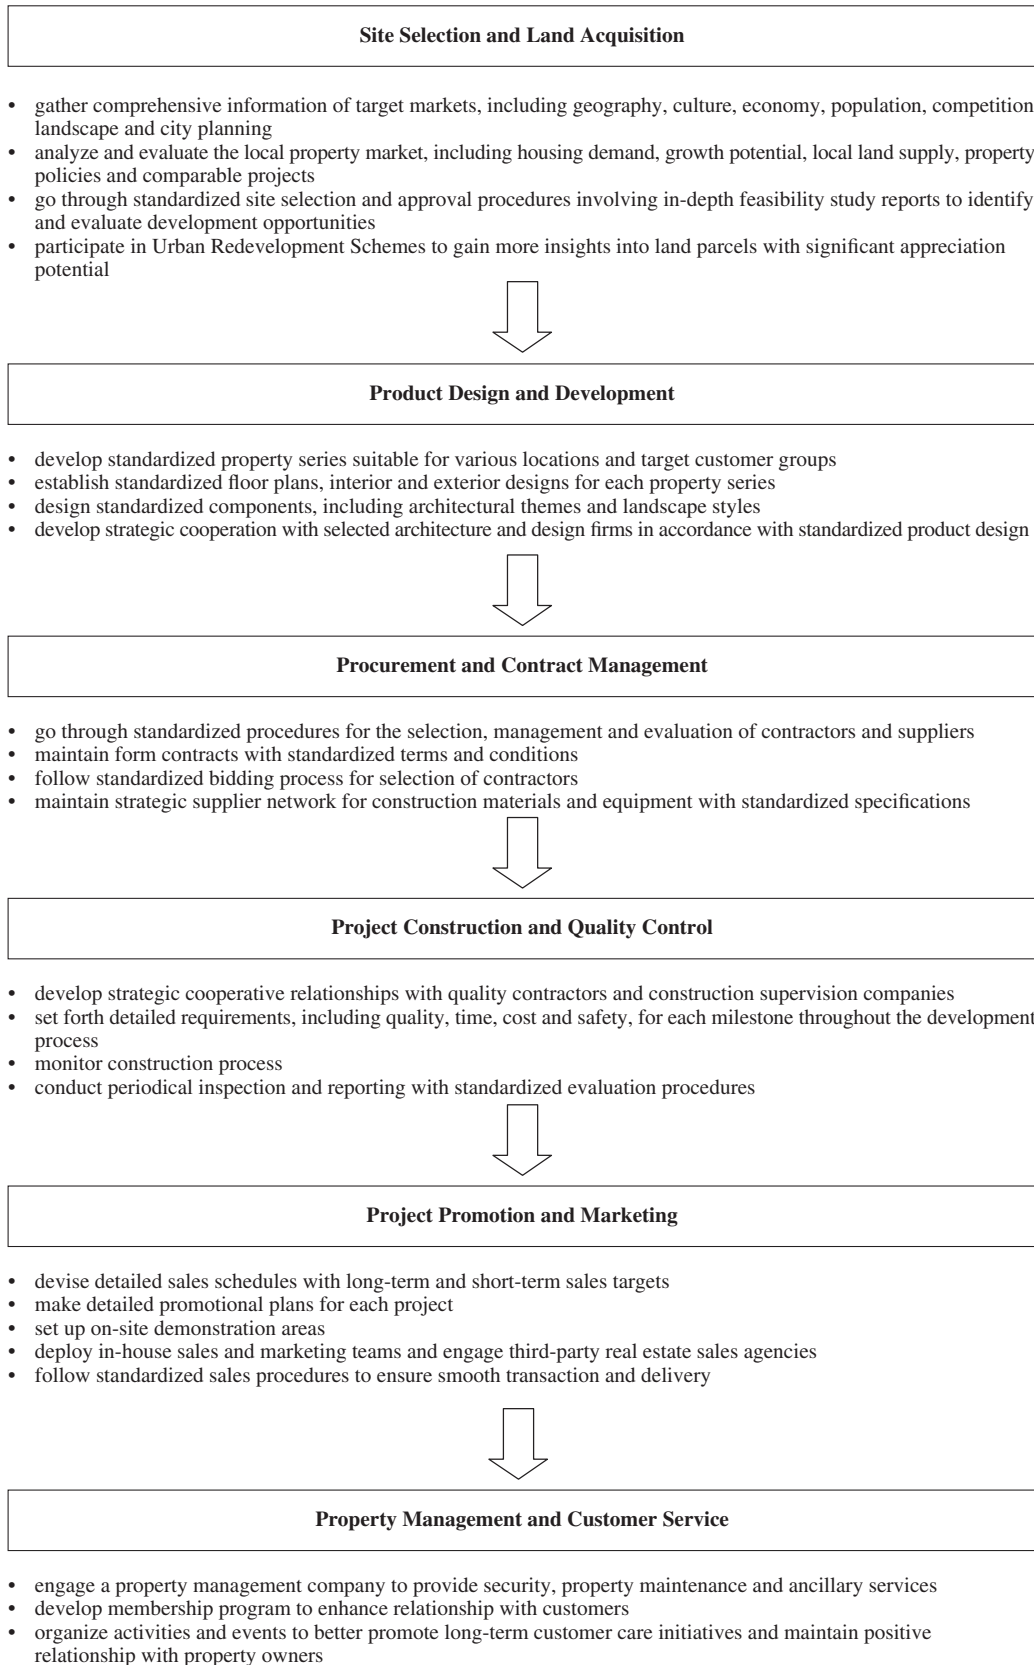 Site Selection and Land Acquisition
• gather comprehensive information of target markets, including geography, culture, economy, population, competition
landscape and city planning
• analyze and evaluate the local property market, including housing demand, growth potential, local land supply, property
policies and comparable projects
• go through standardized site selection and approval procedures involving in-depth feasibility study reports to identify
and evaluate development opportunities
• participate in Urban Redevelopment Schemes to gain more insights into land parcels with significant appreciation
potential
Product Design and Development
• develop standardized property series suitable for various locations and target customer groups
• establish standardized floor plans, interior and exterior designs for each property series
• design standardized components, including architectural themes and landscape styles
• develop strategic cooperation with selected architecture and design firms in accordance with standardized product design
Procurement and Contract Management
• go through standardized procedures for the selection, management and evaluation of contractors and suppliers
• maintain form contracts with standardized terms and conditions
• follow standardized bidding process for selection of contractors
• maintain strategic supplier network for construction materials and equipment with standardized specifications
Project Construction and Quality Control
• develop strategic cooperative relationships with quality contractors and construction supervision companies
• set forth detailed requirements, including quality, time, cost and safety, for each milestone throughout the development
process
• monitor construction process
• conduct periodical inspection and reporting with standardized evaluation procedures
Project Promotion and Marketing
• devise detailed sales schedules with long-term and short-term sales targets
• make detailed promotional plans for each project
• set up on-site demonstration areas
• deploy in-house sales and marketing teams and engage third-party real estate sales agencies
• follow standardized sales procedures to ensure smooth transaction and delivery
Property Management and Customer Service
• engage a property management company to provide security, property maintenance and ancillary services
• develop membership program to enhance relationship with customers
• organize activities and events to better promote long-term customer care initiatives and maintain positive
relationship with property owners